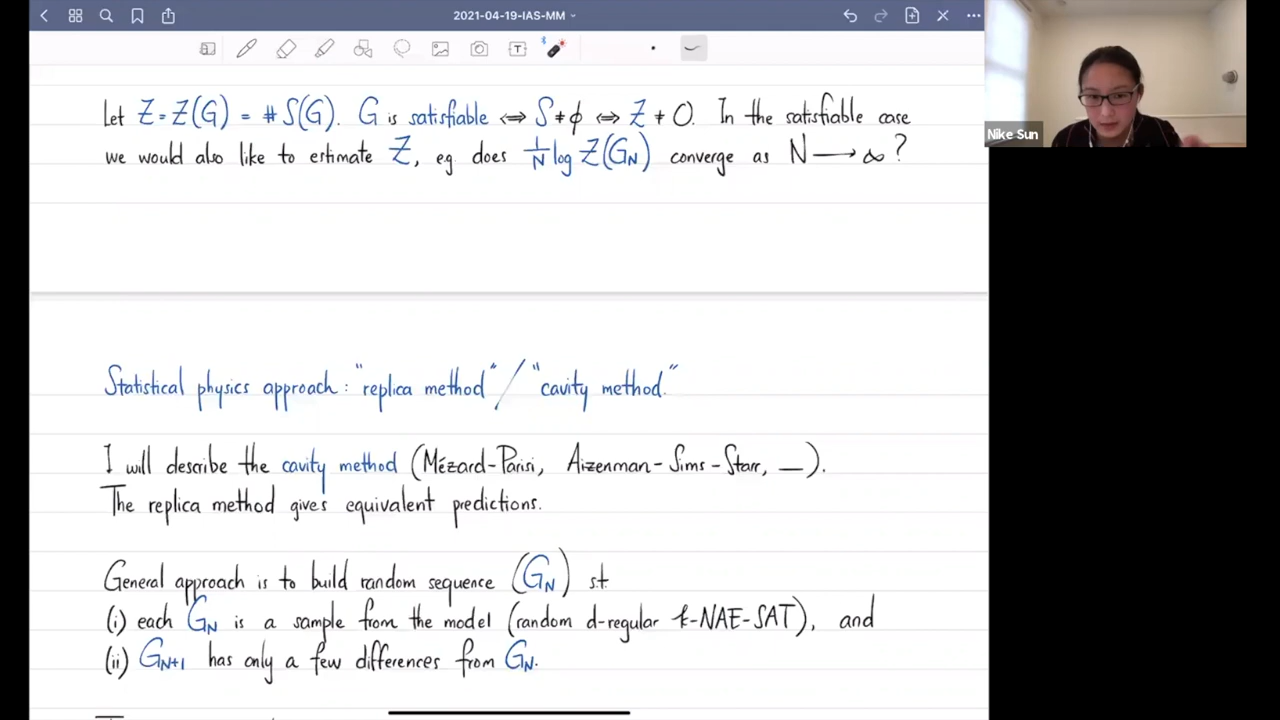 2021-04-19-IAS-MM
Let Z = Z(G) = # S(G). G is satisfiable ⇔ S ≠ ϕ ⇔ Z ≠ 0. In the satisfiable case
we would also like to estimate Z, eg. does 1/N log Z(G_N) converge as N → ∞ ?
Nike Sun
Statistical physics approach: "replica method" / "cavity method."
I will describe the cavity method (Mézard-Parisi, Aizenman-Sims-Starr, —).
The replica method gives equivalent predictions.
General approach is to build random sequence (G_N) st
(i) each G_N is a sample from the model (random d-regular k-NAE-SAT), and
(ii) G_N+1 has only a few differences from G_N.